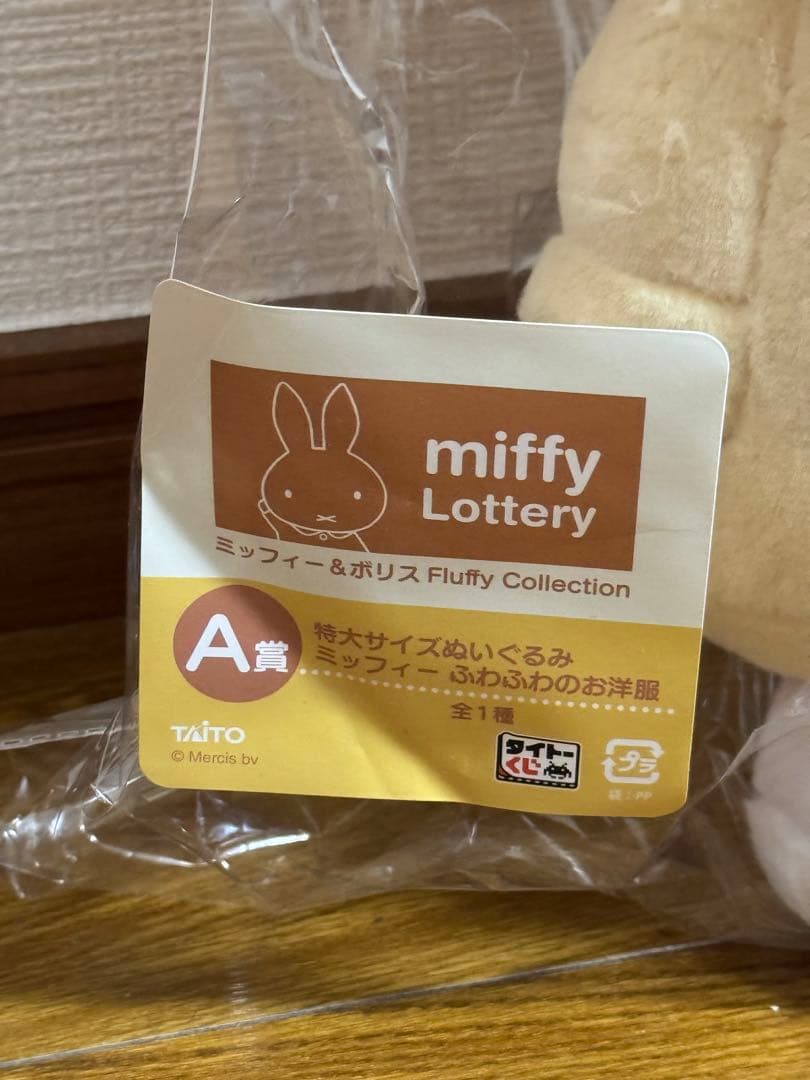 miffy
Lottery
ミッフィー&ボリス Fluffy Collection
A賞
特大サイズぬいぐるみ
ミッフィー ふわふわのお洋服
全1種
TAITO
© Mercis bv
タイトー
くじ
プラ
袋:PP